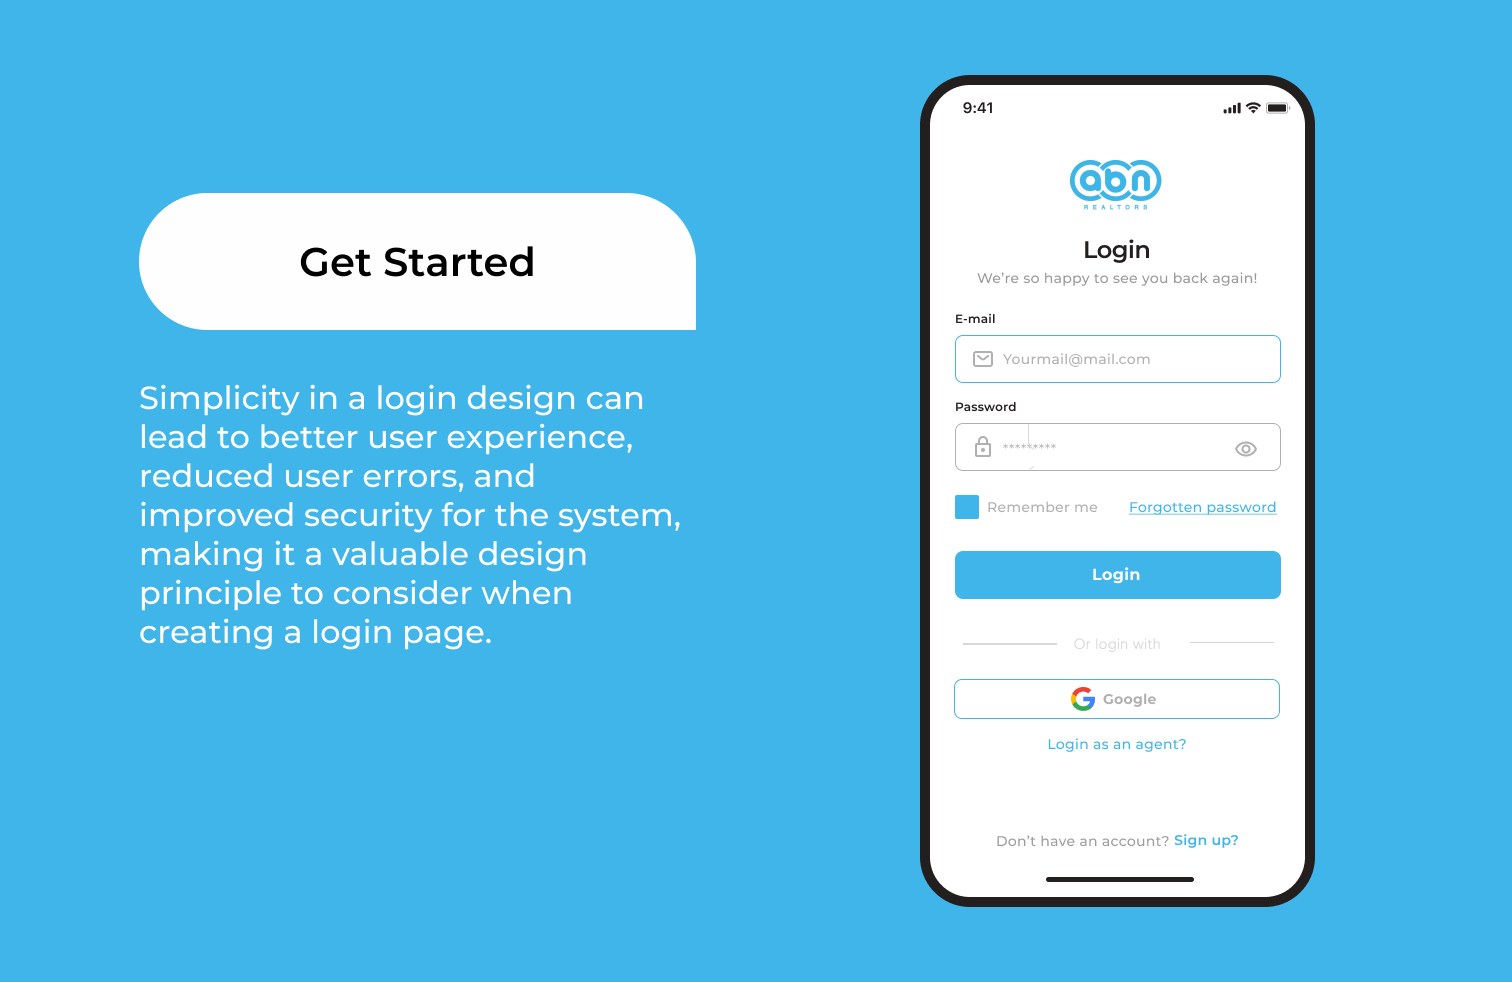 Get Started
Simplicity in a login design can
lead to better user experience,
reduced user errors, and
improved security for the system,
making it a valuable design
principle to consider when
creating a login page.
9:41
abn
REALTORS
Login
We’re so happy to see you back again!
E-mail
Yourmail@mail.com
Password
*********
Remember me Forgotten password
Login
Or login with
Google
Login as an agent?
Don’t have an account? Sign up?